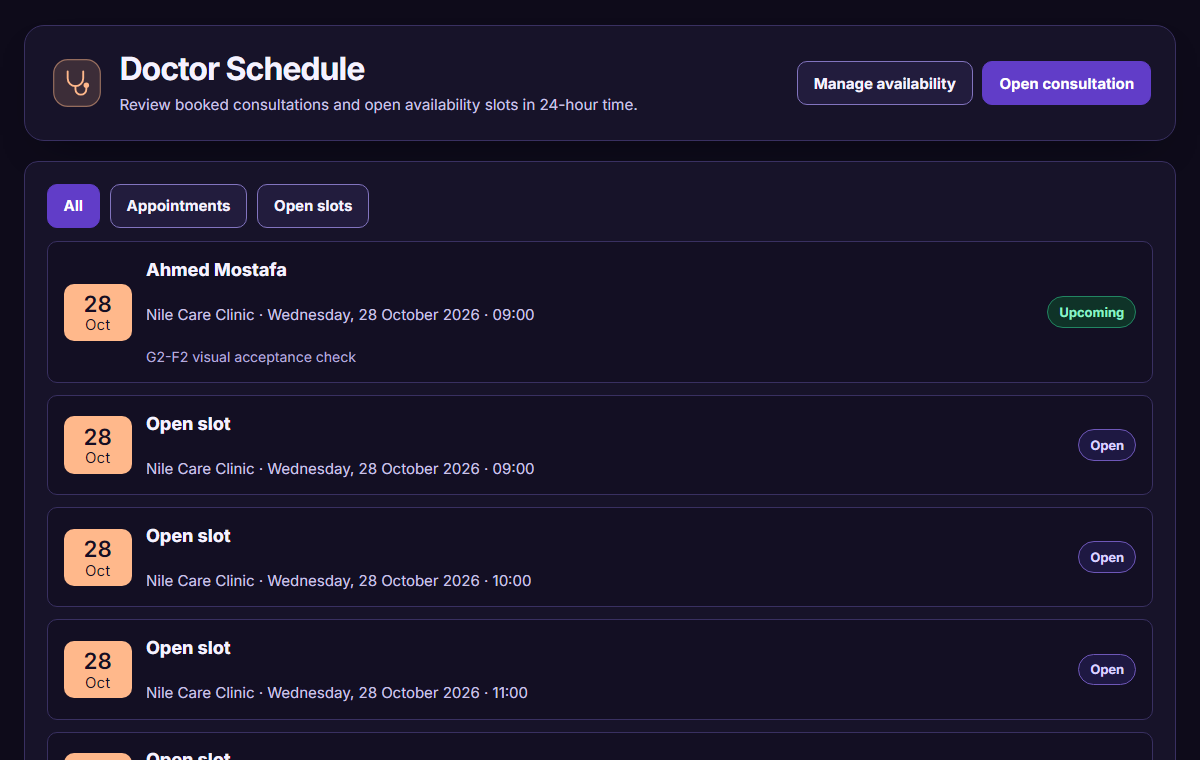 Doctor Schedule
Review booked consultations and open availability slots in 24-hour time.
Manage availability
Open consultation
All
Appointments
Open slots
Ahmed Mostafa
28
Oct
Nile Care Clinic · Wednesday, 28 October 2026 · 09:00
G2-F2 visual acceptance check
Upcoming
Open slot
28
Oct
Nile Care Clinic · Wednesday, 28 October 2026 · 09:00
Open
Open slot
28
Oct
Nile Care Clinic · Wednesday, 28 October 2026 · 10:00
Open
Open slot
28
Oct
Nile Care Clinic · Wednesday, 28 October 2026 · 11:00
Open
Open slot